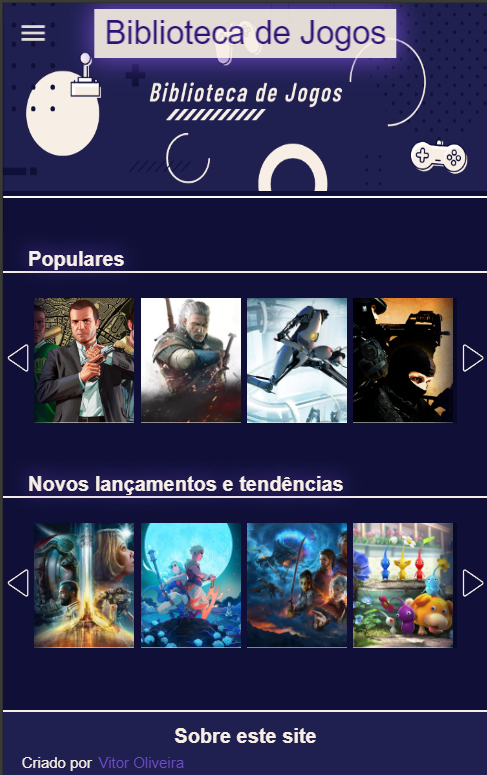 Biblioteca de Jogos
Biblioteca de Jogos
Populares
Novos lançamentos e tendências
Sobre este site
Criado por Vitor Oliveira